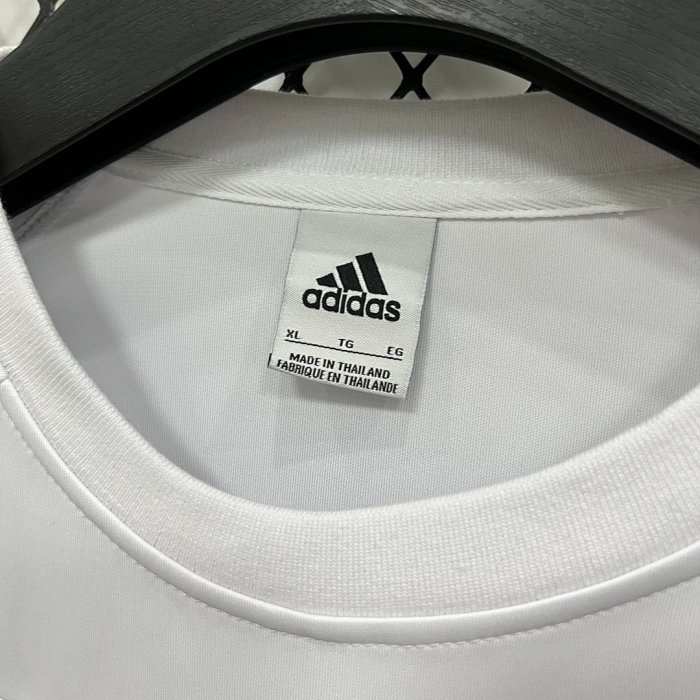 adidas
XL TG EG
MADE IN THAILAND
FABRIQUE EN THAILANDE